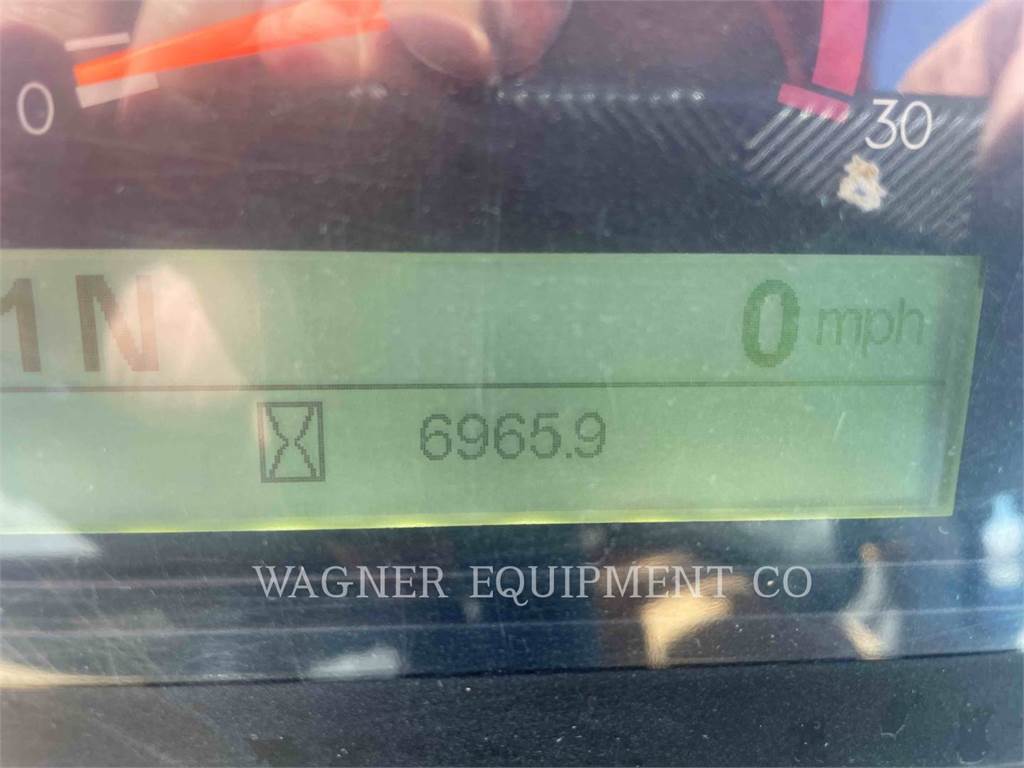 0
30
1N 0 mph
6965.9
WAGNER EQUIPMENT CO